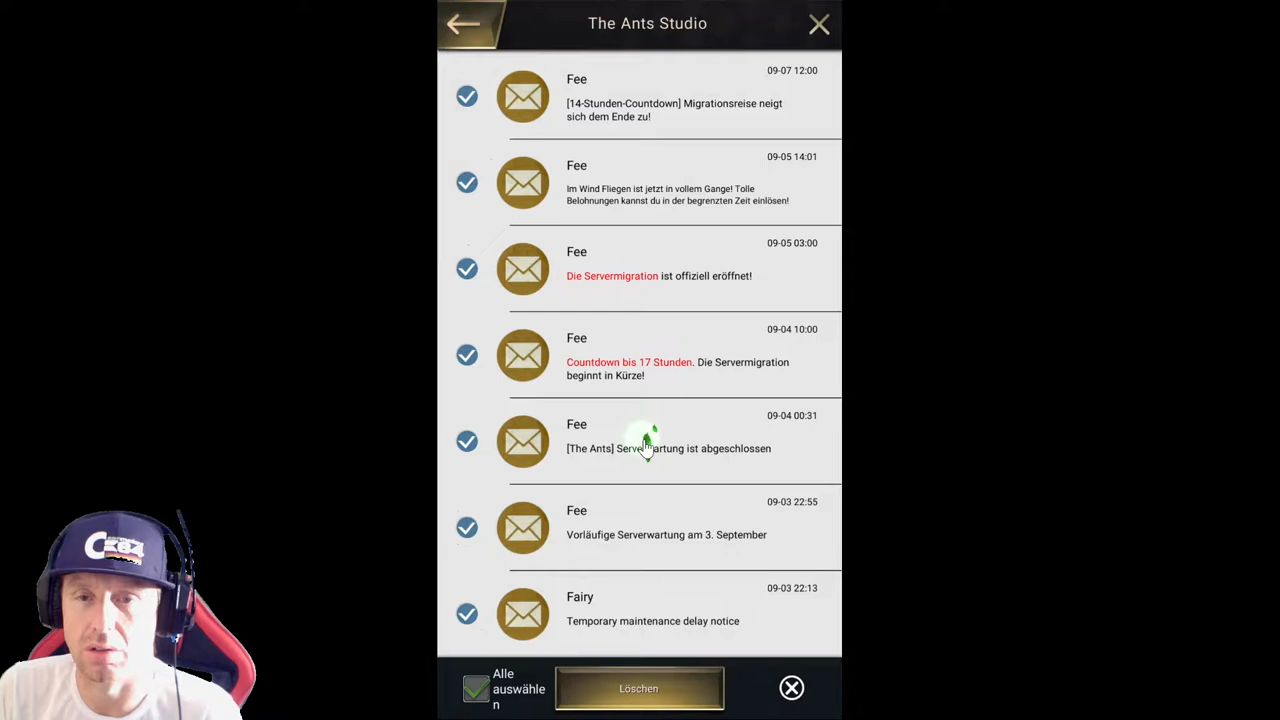 The Ants Studio
09-07 12:00
Fee
[14-Stunden-Countdown] Migrationsreise neigt
sich dem Ende zu!
09-05 14:01
Fee
Im Wind Fliegen ist jetzt in vollem Gange! Tolle
Belohnungen kannst du in der begrenzten Zeit einlösen!
09-05 03:00
Fee
Die Servermigration ist offiziell eröffnet!
09-04 10:00
Fee
Countdown bis 17 Stunden. Die Servermigration
beginnt in Kürze!
09-04 00:31
Fee
[The Ants] Serverwartung ist abgeschlossen
09-03 22:55
Fee
Vorläufige Serverwartung am 3. September
09-03 22:13
Fairy
Temporary maintenance delay notice
Alle
auswähle
n
Löschen